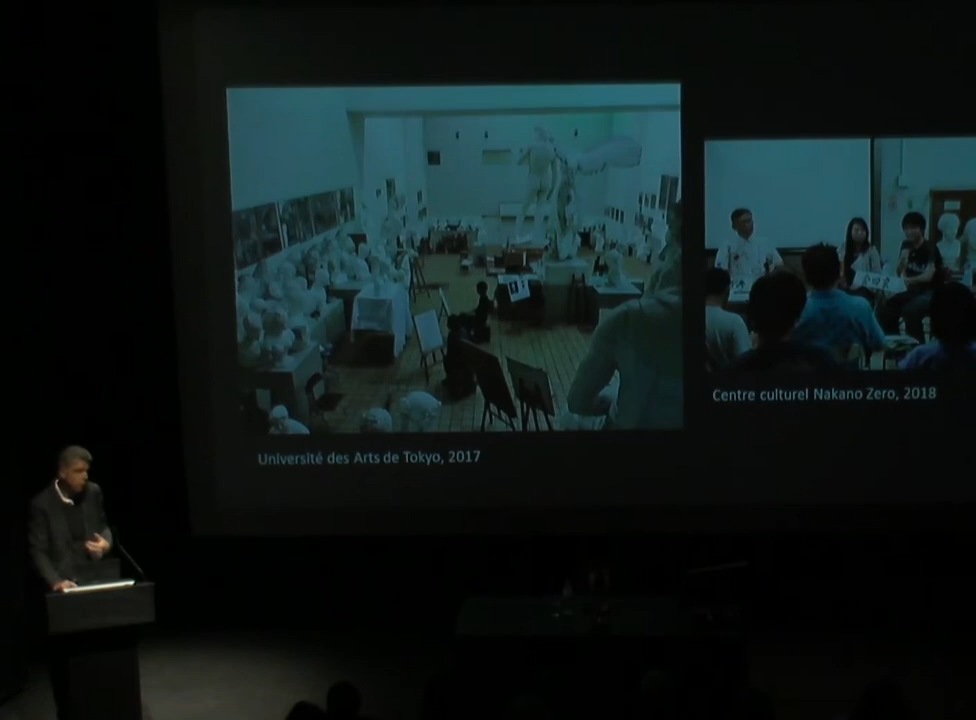 Université des Arts de Tokyo, 2017
Centre culturel Nakano Zero, 2018